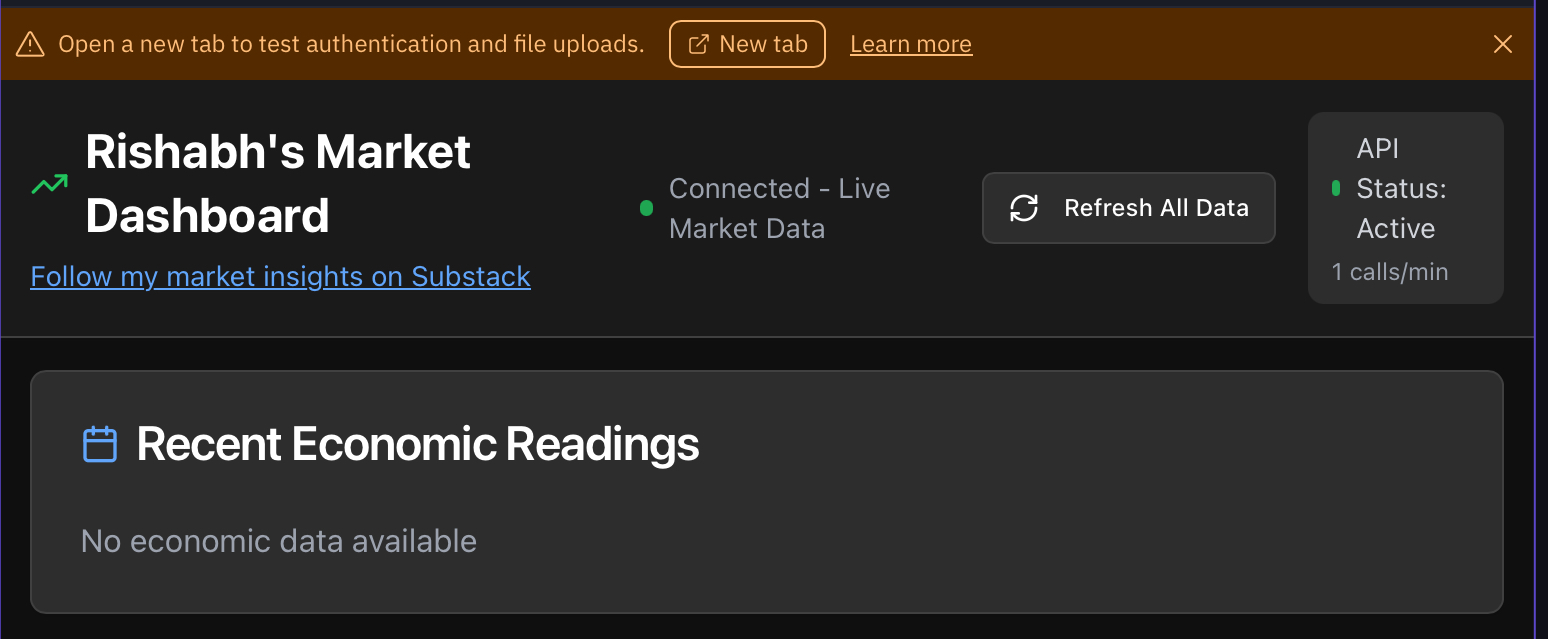 Open a new tab to test authentication and file uploads. New tab Learn more
Rishabh's Market
Dashboard
Follow my market insights on Substack
Connected - Live
Market Data
Refresh All Data
API
Status:
Active
1 calls/min
Recent Economic Readings
No economic data available